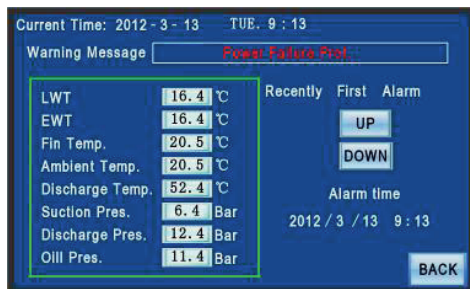 Current Time: 2012 - 3 - 13 TUE. 9 : 13
Warning Message Power Failure Prot.
LWT 16.4 ℃
EWT 16.4 ℃
Fin Temp. 20.5 ℃
Ambient Temp. 20.5 ℃
Discharge Temp. 52.4 ℃
Suction Pres. 6.4 Bar
Discharge Pres. 12.4 Bar
Oill Pres. 11.4 Bar
Recently First Alarm
UP
DOWN
Alarm time
2012 / 3 / 13 9 : 13
BACK